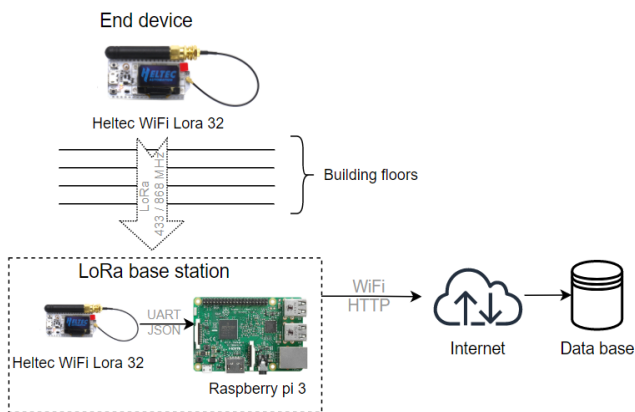 End device
HELTEC
Heltec WiFi Lora 32
LoRa
433 / 868 MHz
Building floors
LoRa base station
UART
JSON
Heltec WiFi Lora 32
Raspberry pi 3
WiFi
HTTP
Internet
Data base